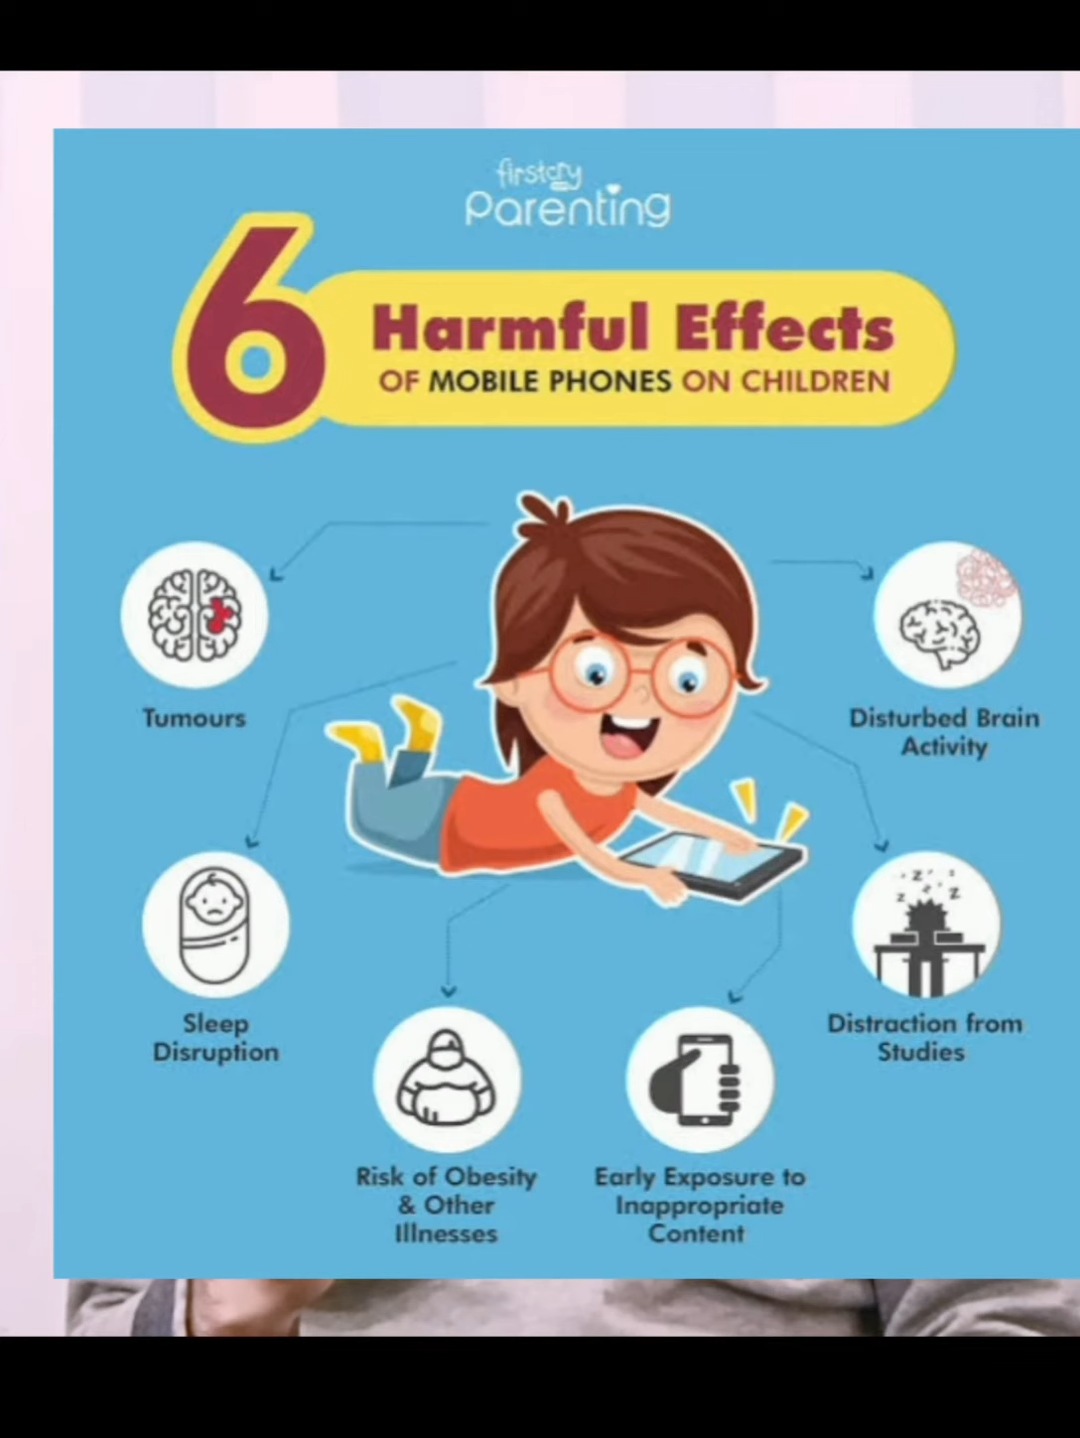 firstcry
Parenting
6
Harmful Effects
OF MOBILE PHONES ON CHILDREN
Tumours
Disturbed Brain
Activity
Sleep
Disruption
Distraction from
Studies
Risk of Obesity
& Other
Illnesses
Early Exposure to
Inappropriate
Content
z z z z